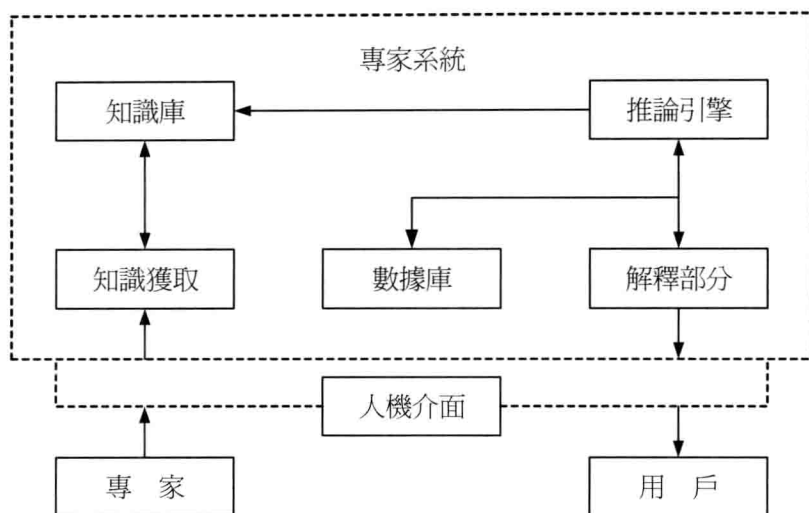 專家系統
知識庫
推論引擎
知識獲取
數據庫
解釋部分
人機介面
專　家
用　戶